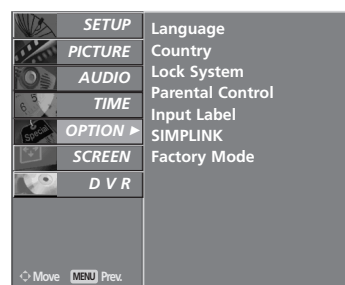 SETUP
PICTURE
AUDIO
TIME
OPTION ►
SCREEN
D V R
Language
Country
Lock System
Parental Control
Input Label
SIMPLINK
Factory Mode
Special
Move MENU Prev.